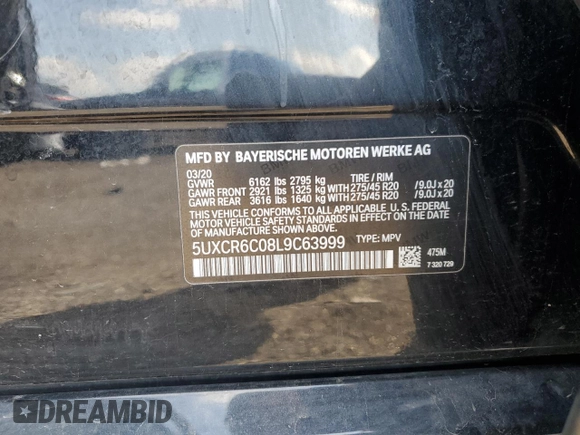 MFD BY BAYERISCHE MOTOREN WERKE AG
03/20
GVWR 6162 lbs 2795 kg TIRE / RIM
GAWR FRONT 2921 lbs 1325 kg WITH 275/45 R20 /9.0J x 20
GAWR REAR 3616 lbs 1640 kg WITH 275/45 R20 /9.0J x 20
THIS VEHICLE CONFORMS TO ALL APPLICABLE FEDERAL
MOTOR VEHICLE SAFETY STANDARDS IN EFFECT ON THE
DATE OF MANUFACTURE SHOWN ABOVE.
5UXCR6C08L9C63999 TYPE: MPV
475M
7 320 729
DREAMBID